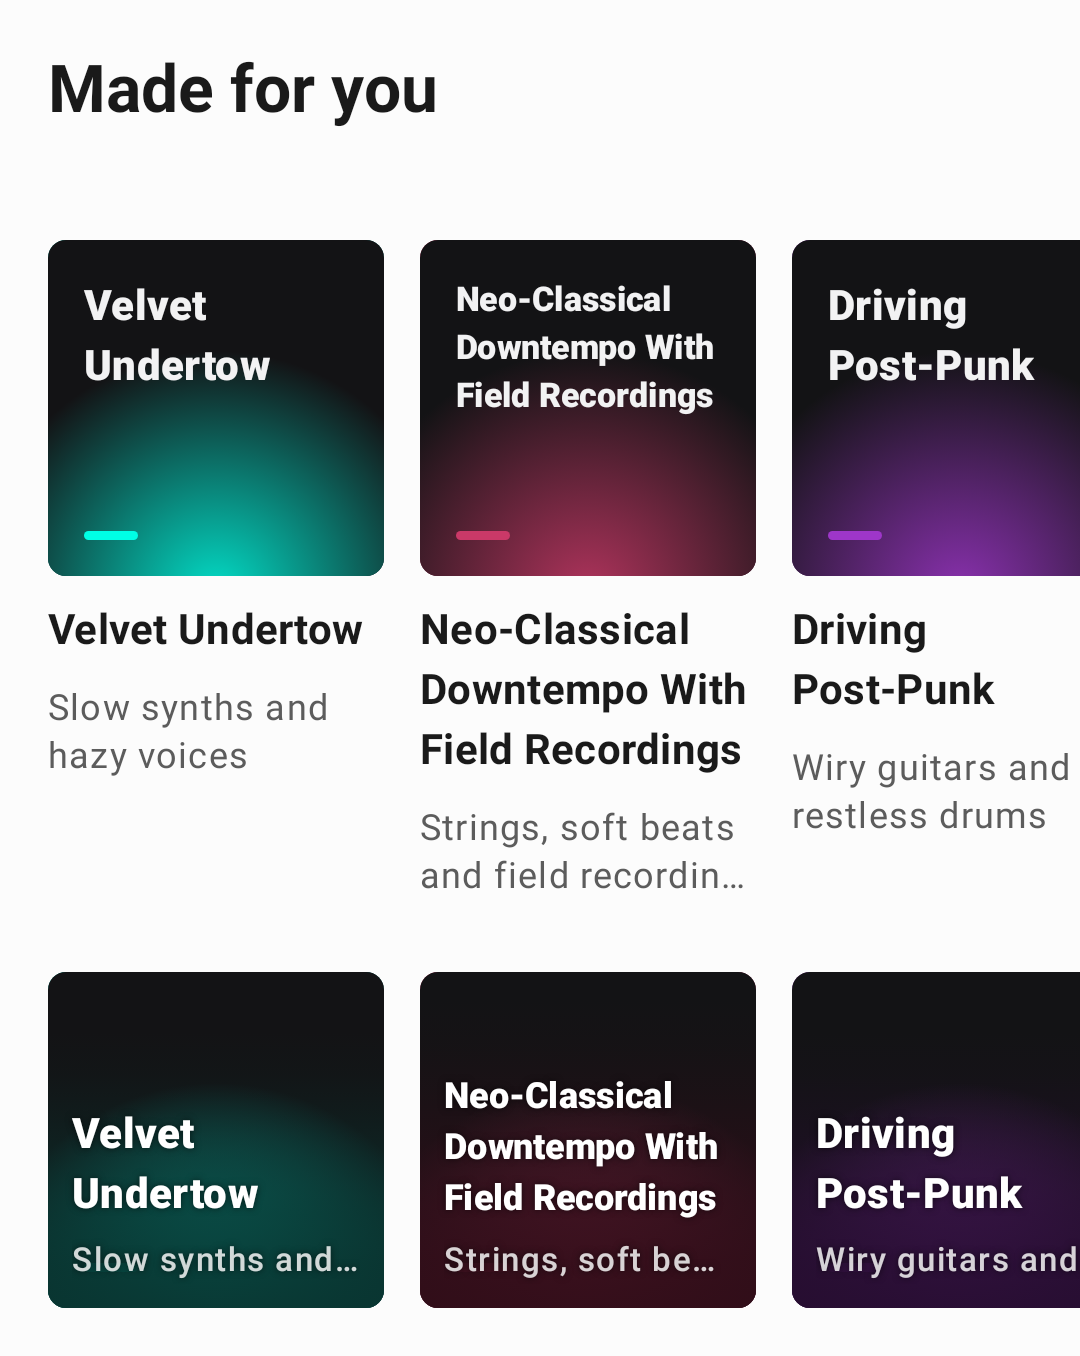 Made for you
Velvet
Undertow
Neo-Classical
Downtempo With
Field Recordings
Driving
Post-Punk
Velvet Undertow
Slow synths and
hazy voices
Neo-Classical
Downtempo With
Field Recordings
Strings, soft beats
and field recordin…
Driving
Post-Punk
Wiry guitars and
restless drums
Velvet
Undertow
Slow synths and…
Neo-Classical
Downtempo With
Field Recordings
Strings, soft be…
Driving
Post-Punk
Wiry guitars and